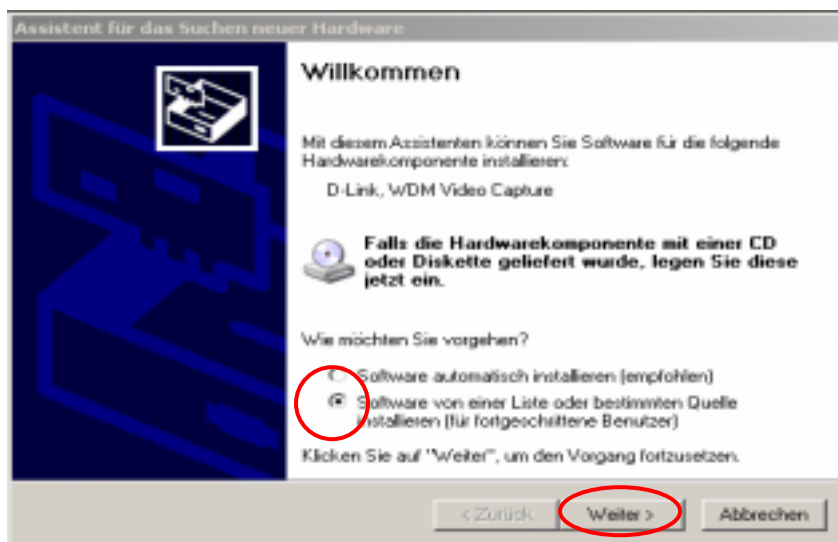 Assistent für das Suchen neuer Hardware
Willkommen
Mit diesem Assistenten können Sie Software für die folgende
Hardwarekomponente installieren:
D-Link, WDM Video Capture
Falls die Hardwarekomponente mit einer CD
oder Diskette geliefert wurde, legen Sie diese
jetzt ein.
Wie möchten Sie vorgehen?
Software automatisch installieren (empfohlen)
Software von einer Liste oder bestimmten Quelle
installieren (für fortgeschrittene Benutzer)
Klicken Sie auf "Weiter", um den Vorgang fortzusetzen.
< Zurück
Weiter >
Abbrechen